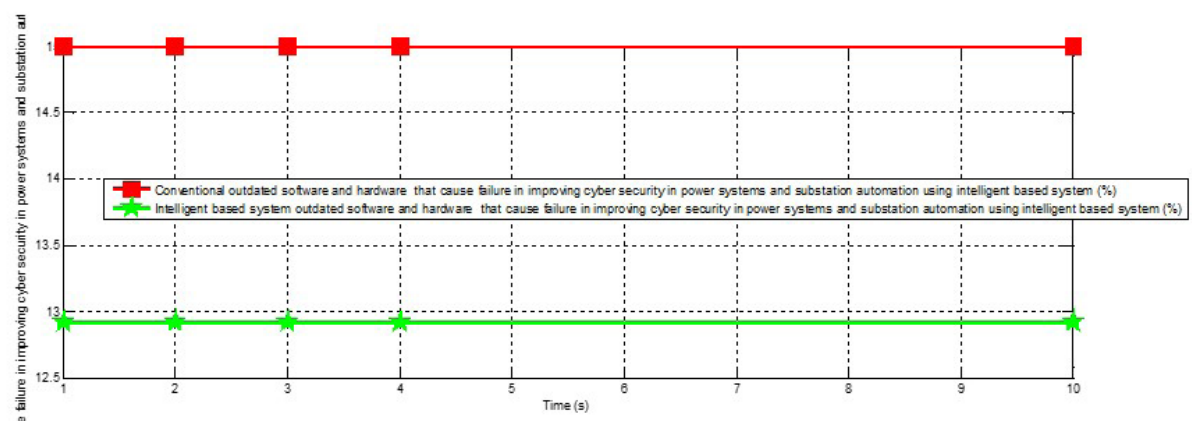 e failure in improving cyber security in power systems and substation aut
14.5
14
13.5
13
12.5
Conventional outdated software and hardware that cause failure in improving cyber security in power systems and substation automation using intelligent based system (%)
Intelligent based system outdated software and hardware that cause failure in improving cyber security in power systems and substation automation using intelligent based system (%)
1 2 3 4 5 6 7 8 9 10
Time (s)